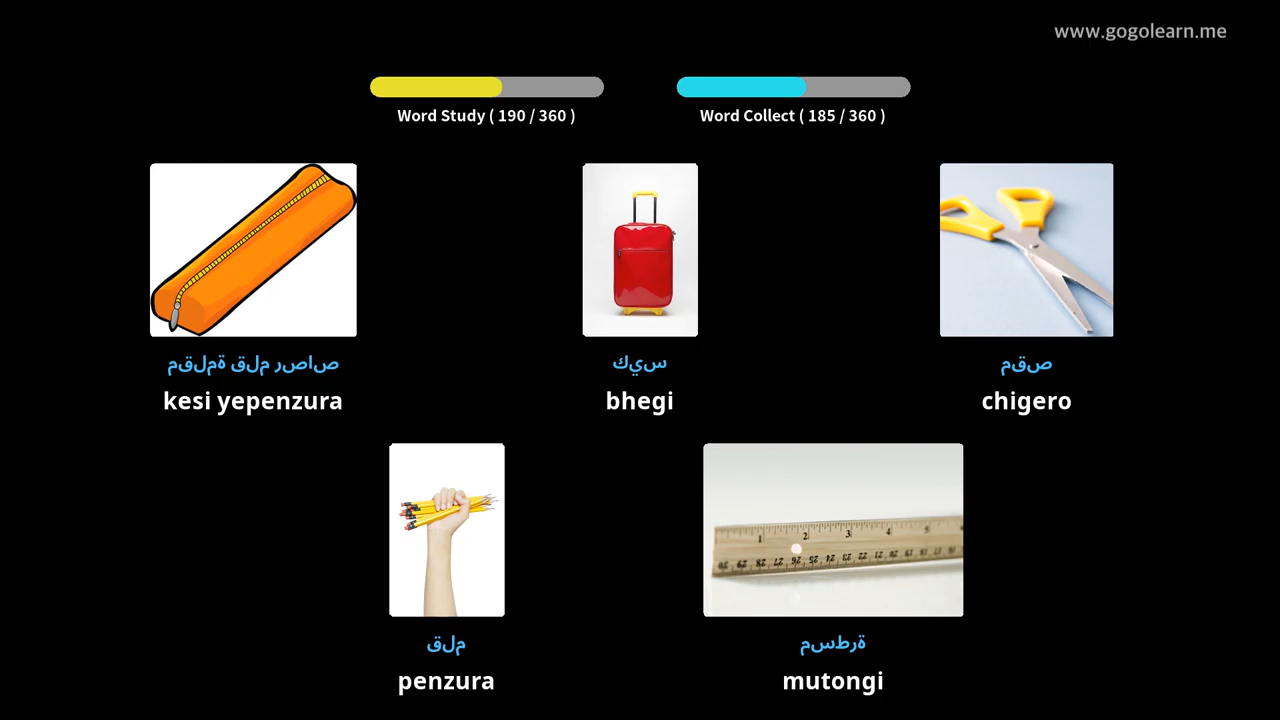 www.gogolearn.me
Word Study ( 190 / 360 )
Word Collect ( 185 / 360 )
مقلمة قلم رصاص
kesi yepenzura
كيس
bhegi
مقص
chigero
قلم
penzura
مسطرة
mutongi